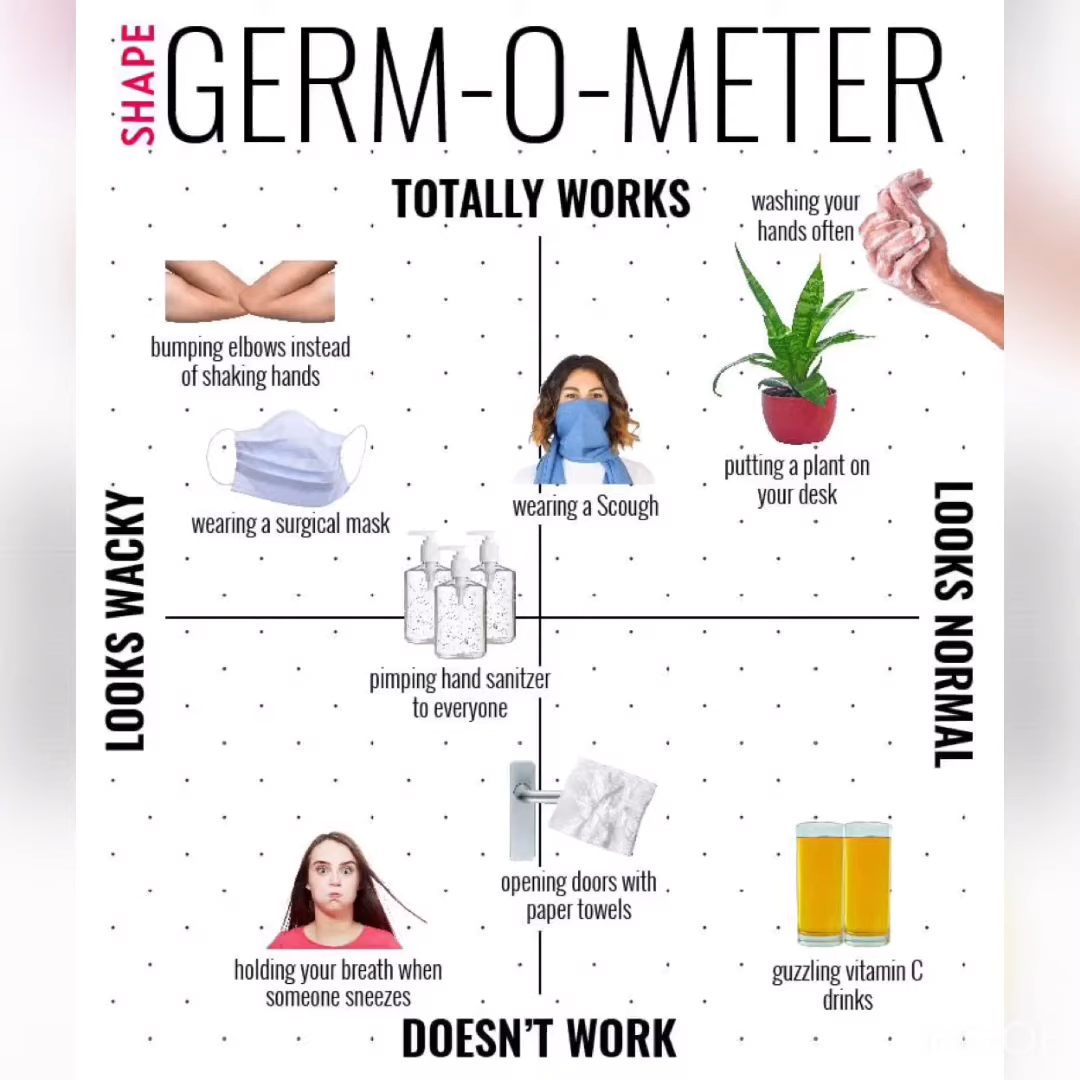 SHAPE
GERM-O-METER
TOTALLY WORKS
washing your
hands often
bumping elbows instead
of shaking hands
putting a plant on
your desk
wearing a Scough
wearing a surgical mask
LOOKS WACKY
LOOKS NORMAL
pimping hand sanitzer
to everyone
opening doors with
paper towels
holding your breath when
someone sneezes
guzzling vitamin C
drinks
DOESN'T WORK